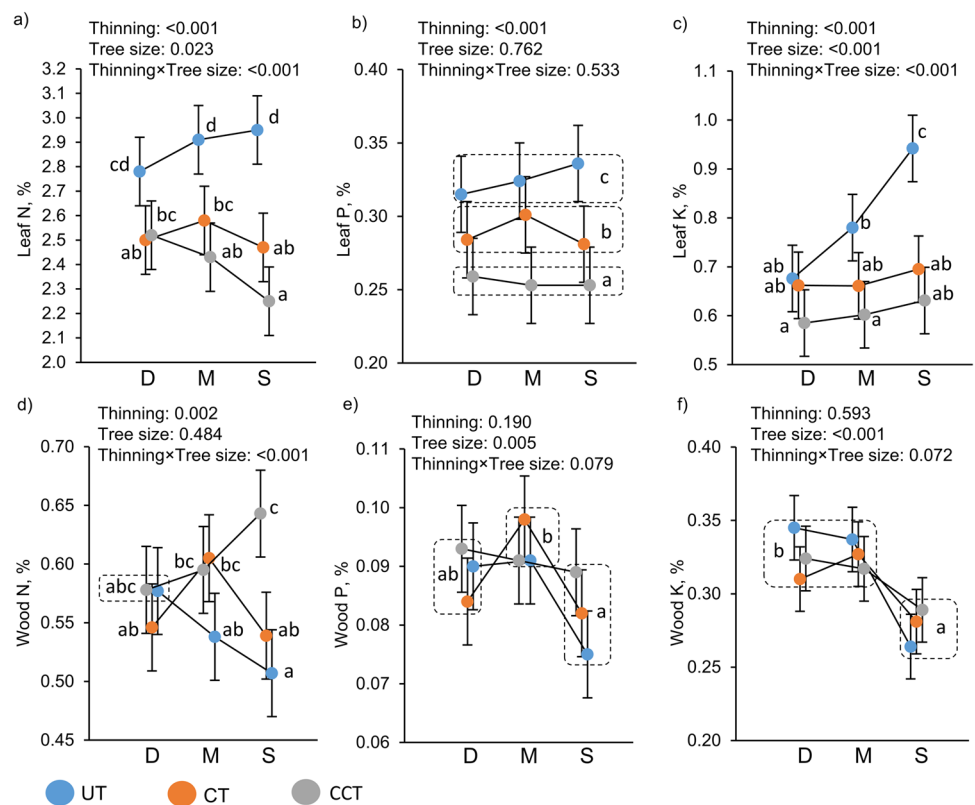 a)
Thinning: <0.001
Tree size: 0.023
Thinning×Tree size: <0.001
3.2
3.1
3.0
2.9
2.8
2.7
2.6
2.5
2.4
2.3
2.2
2.1
2.0
Leaf N, %
cd
d
d
bc
bc
ab
ab
ab
a
D
M
S
b)
Thinning: <0.001
Tree size: 0.762
Thinning×Tree size: 0.533
0.40
0.35
0.30
0.25
0.20
Leaf P, %
c
b
a
D
M
S
c)
Thinning: <0.001
Tree size: <0.001
Thinning×Tree size: <0.001
1.1
1.0
0.9
0.8
0.7
0.6
0.5
Leaf K, %
c
b
ab
ab
ab
ab
ab
a
a
D
M
S
d)
Thinning: 0.002
Tree size: 0.484
Thinning×Tree size: <0.001
0.70
0.65
0.60
0.55
0.50
0.45
Wood N, %
c
abc
bc
bc
ab
ab
ab
a
D
M
S
e)
Thinning: 0.190
Tree size: 0.005
Thinning×Tree size: 0.079
0.11
0.10
0.09
0.08
0.07
0.06
Wood P, %
ab
b
a
D
M
S
f)
Thinning: 0.593
Tree size: <0.001
Thinning×Tree size: 0.072
0.40
0.35
0.30
0.25
0.20
Wood K, %
b
a
D
M
S
UT
CT
CCT